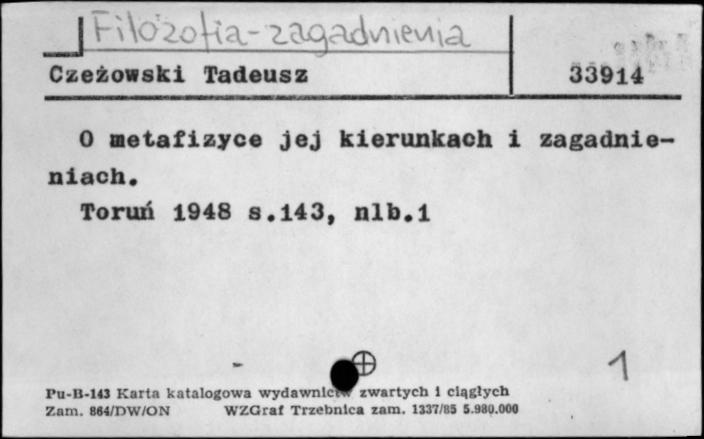 Filozofia-zagadnienia
Czeżowski Tadeusz 33914
O metafizyce jej kierunkach i zagadnie-
niach.
Toruń 1948 s.143, nlb.1
1
Pu-B-143 Karta katalogowa wydawnictw zwartych i ciągłych
Zam. 864/DW/ON WZGraf Trzebnica zam. 1337/85 5.980.000